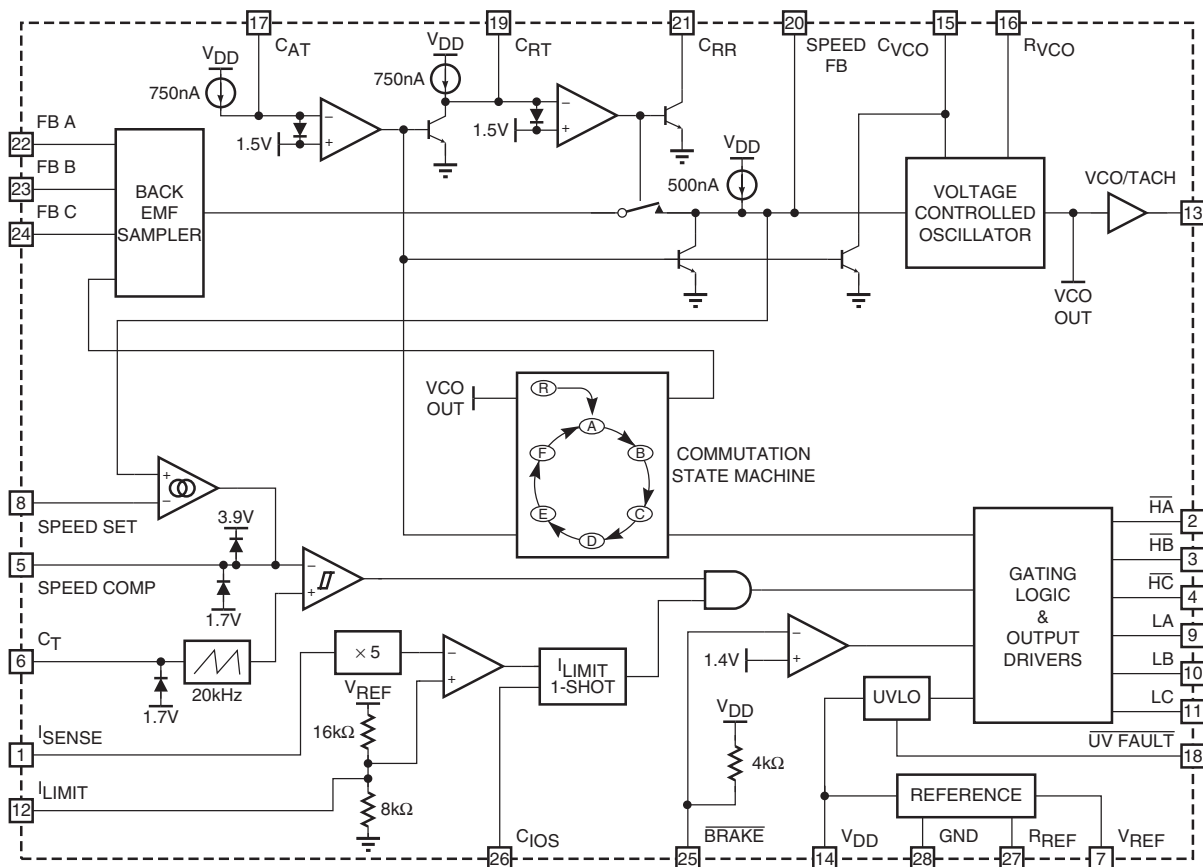 17
19
21
20
15
16
C_AT
C_RT
C_RR
SPEED
FB
C_VCO
R_VCO
V_DD
750nA
V_DD
750nA
1.5V
1.5V
V_DD
500nA
22
FB A
23
FB B
24
FB C
BACK
EMF
SAMPLER
VOLTAGE
CONTROLLED
OSCILLATOR
VCO/TACH
13
VCO
OUT
VCO
OUT
R
A
B
C
D
E
F
COMMUTATION
STATE MACHINE
+
−
8
SPEED SET
3.9V
5
SPEED COMP
1.7V
−
+
C_T
6
20kHz
1.7V
× 5
V_REF
16kΩ
8kΩ
−
+
I_LIMIT
1-SHOT
1
I_SENSE
12
I_LIMIT
1.4V
−
+
V_DD
4kΩ
GATING
LOGIC
&
OUTPUT
DRIVERS
UVLO
REFERENCE
HA
2
HB
3
HC
4
LA
9
LB
10
LC
11
UV FAULT
18
C_IOS
26
BRAKE
25
V_DD
14
GND
28
R_REF
27
V_REF
7